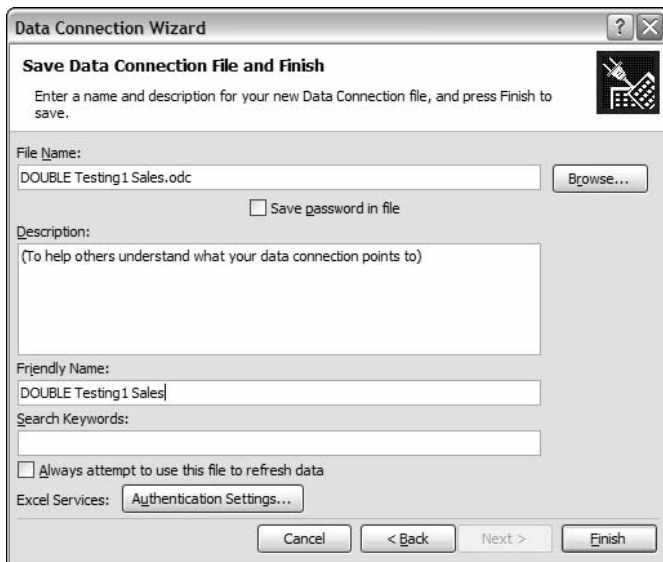 Data Connection Wizard
?
Save Data Connection File and Finish
Enter a name and description for your new Data Connection file, and press Finish to
save.
File Name:
DOUBLE Testing1 Sales.odc
Browse...
Save password in file
Description:
(To help others understand what your data connection points to)
Friendly Name:
DOUBLE Testing1 Sales
Search Keywords:
Always attempt to use this file to refresh data
Excel Services: Authentication Settings...
Cancel < Back Next > Finish